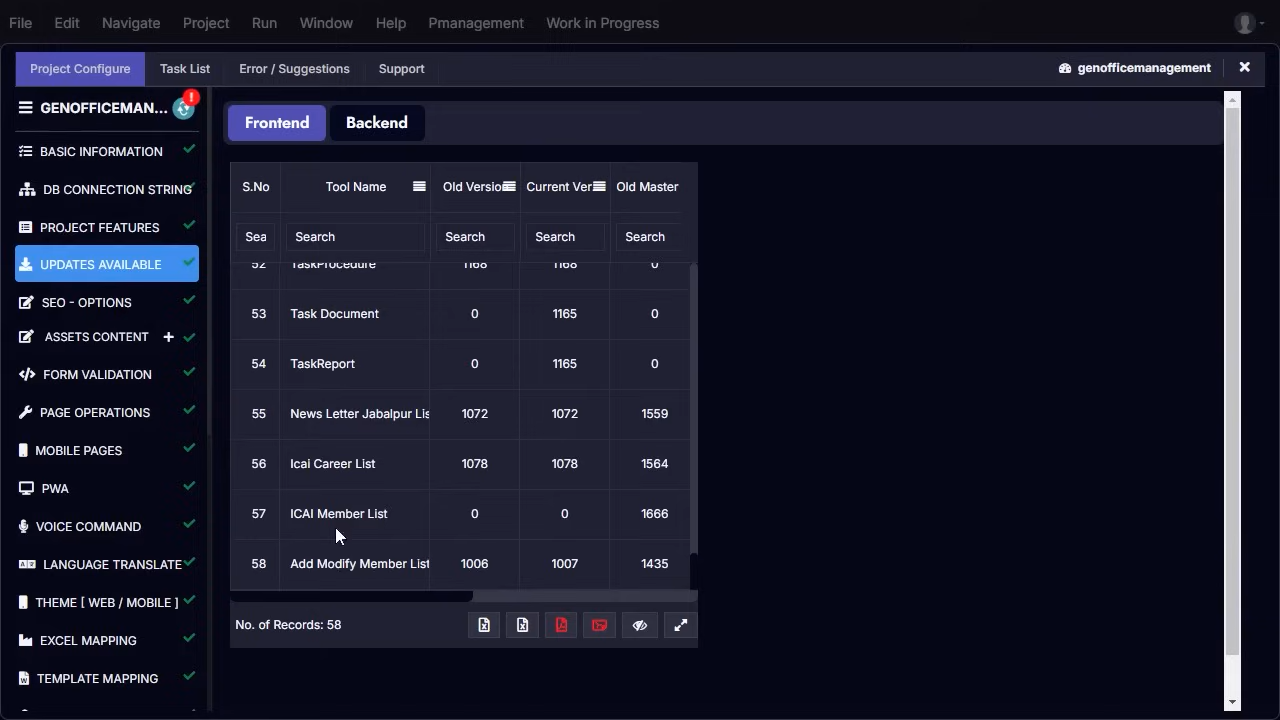 File Edit Navigate Project Run Window Help Pmanagement Work in Progress
Project Configure Task List Error / Suggestions Support genofficemanagement
GENOFFICEMAN...
Frontend Backend
BASIC INFORMATION
DB CONNECTION STRING
PROJECT FEATURES
UPDATES AVAILABLE
SEO - OPTIONS
ASSETS CONTENT
FORM VALIDATION
PAGE OPERATIONS
MOBILE PAGES
PWA
VOICE COMMAND
LANGUAGE TRANSLATE
THEME [ WEB / MOBILE ]
EXCEL MAPPING
TEMPLATE MAPPING
S.No Tool Name Old Versio Current Ver Old Master
Sea Search Search Search Search
52 TaskProcedure 1168 1168 0
53 Task Document 0 1165 0
54 TaskReport 0 1165 0
55 News Letter Jabalpur Lis 1072 1072 1559
56 Icai Career List 1078 1078 1564
57 ICAI Member List 0 0 1666
58 Add Modify Member List 1006 1007 1435
No. of Records: 58